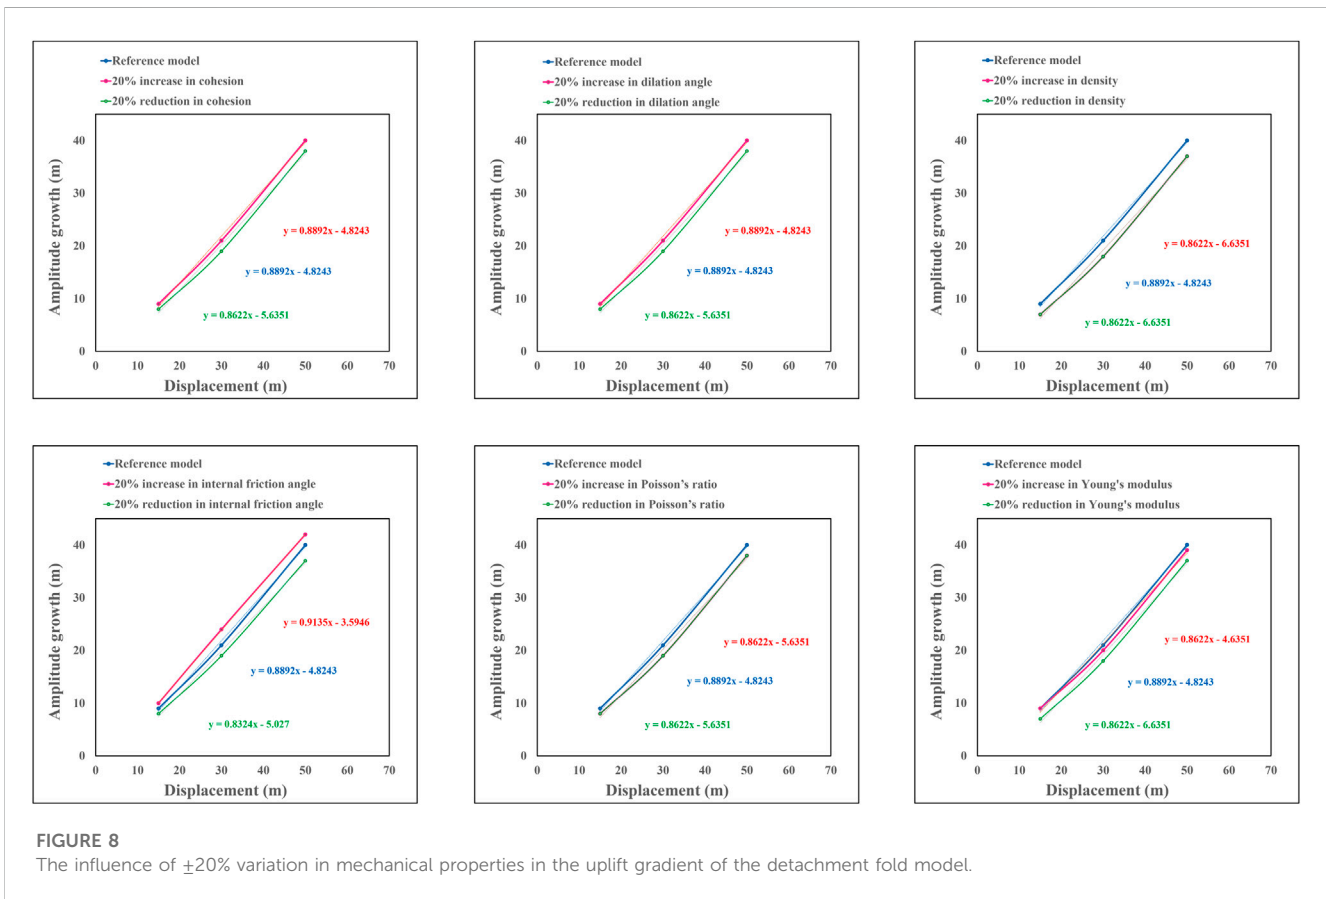 Reference model
20% increase in cohesion
20% reduction in cohesion
Amplitude growth (m)
40
30
20
10
0
y = 0.8892x - 4.8243
y = 0.8892x - 4.8243
y = 0.8622x - 5.6351
0 10 20 30 40 50 60 70
Displacement (m)
Reference model
20% increase in dilation angle
20% reduction in dilation angle
Amplitude growth (m)
40
30
20
10
0
y = 0.8892x - 4.8243
y = 0.8892x - 4.8243
y = 0.8622x - 5.6351
0 10 20 30 40 50 60 70
Displacement (m)
Reference model
20% increase in density
20% reduction in density
Amplitude growth (m)
40
30
20
10
0
y = 0.8622x - 6.6351
y = 0.8892x - 4.8243
y = 0.8622x - 6.6351
0 10 20 30 40 50 60 70
Displacement (m)
Reference model
20% increase in internal friction angle
20% reduction in internal friction angle
Amplitude growth (m)
40
30
20
10
0
y = 0.9135x - 3.5946
y = 0.8892x - 4.8243
y = 0.8324x - 5.027
0 10 20 30 40 50 60 70
Displacement (m)
Reference model
20% increase in Poisson's ratio
20% reduction in Poisson's ratio
Amplitude growth (m)
40
30
20
10
0
y = 0.8622x - 5.6351
y = 0.8892x - 4.8243
y = 0.8622x - 5.6351
0 10 20 30 40 50 60 70
Displacement (m)
Reference model
20% increase in Young's modulus
20% reduction in Young's modulus
Amplitude growth (m)
40
30
20
10
0
y = 0.8622x - 4.6351
y = 0.8892x - 4.8243
y = 0.8622x - 6.6351
0 10 20 30 40 50 60 70
Displacement (m)
FIGURE 8
The influence of ±20% variation in mechanical properties in the uplift gradient of the detachment fold model.